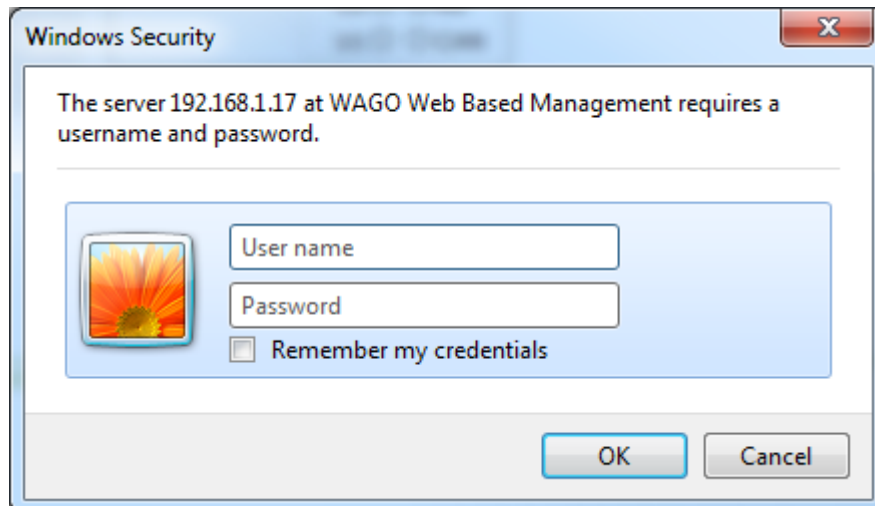 Windows Security
The server 192.168.1.17 at WAGO Web Based Management requires a
username and password.
User name
Password
Remember my credentials
OK
Cancel